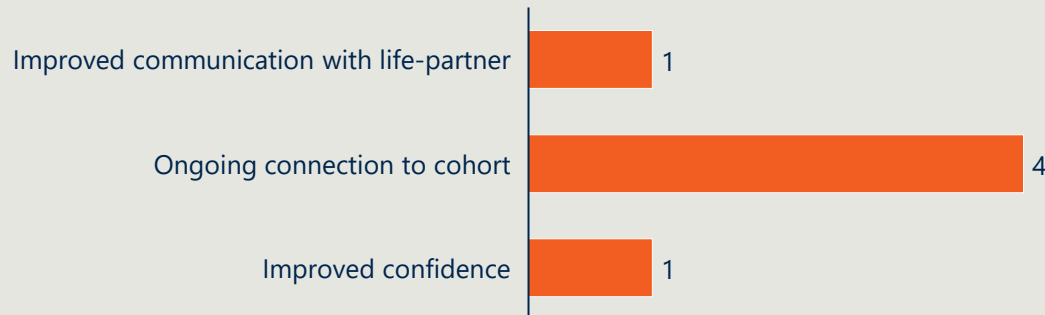 Improved communication with life-partner 1
Ongoing connection to cohort 4
Improved confidence 1